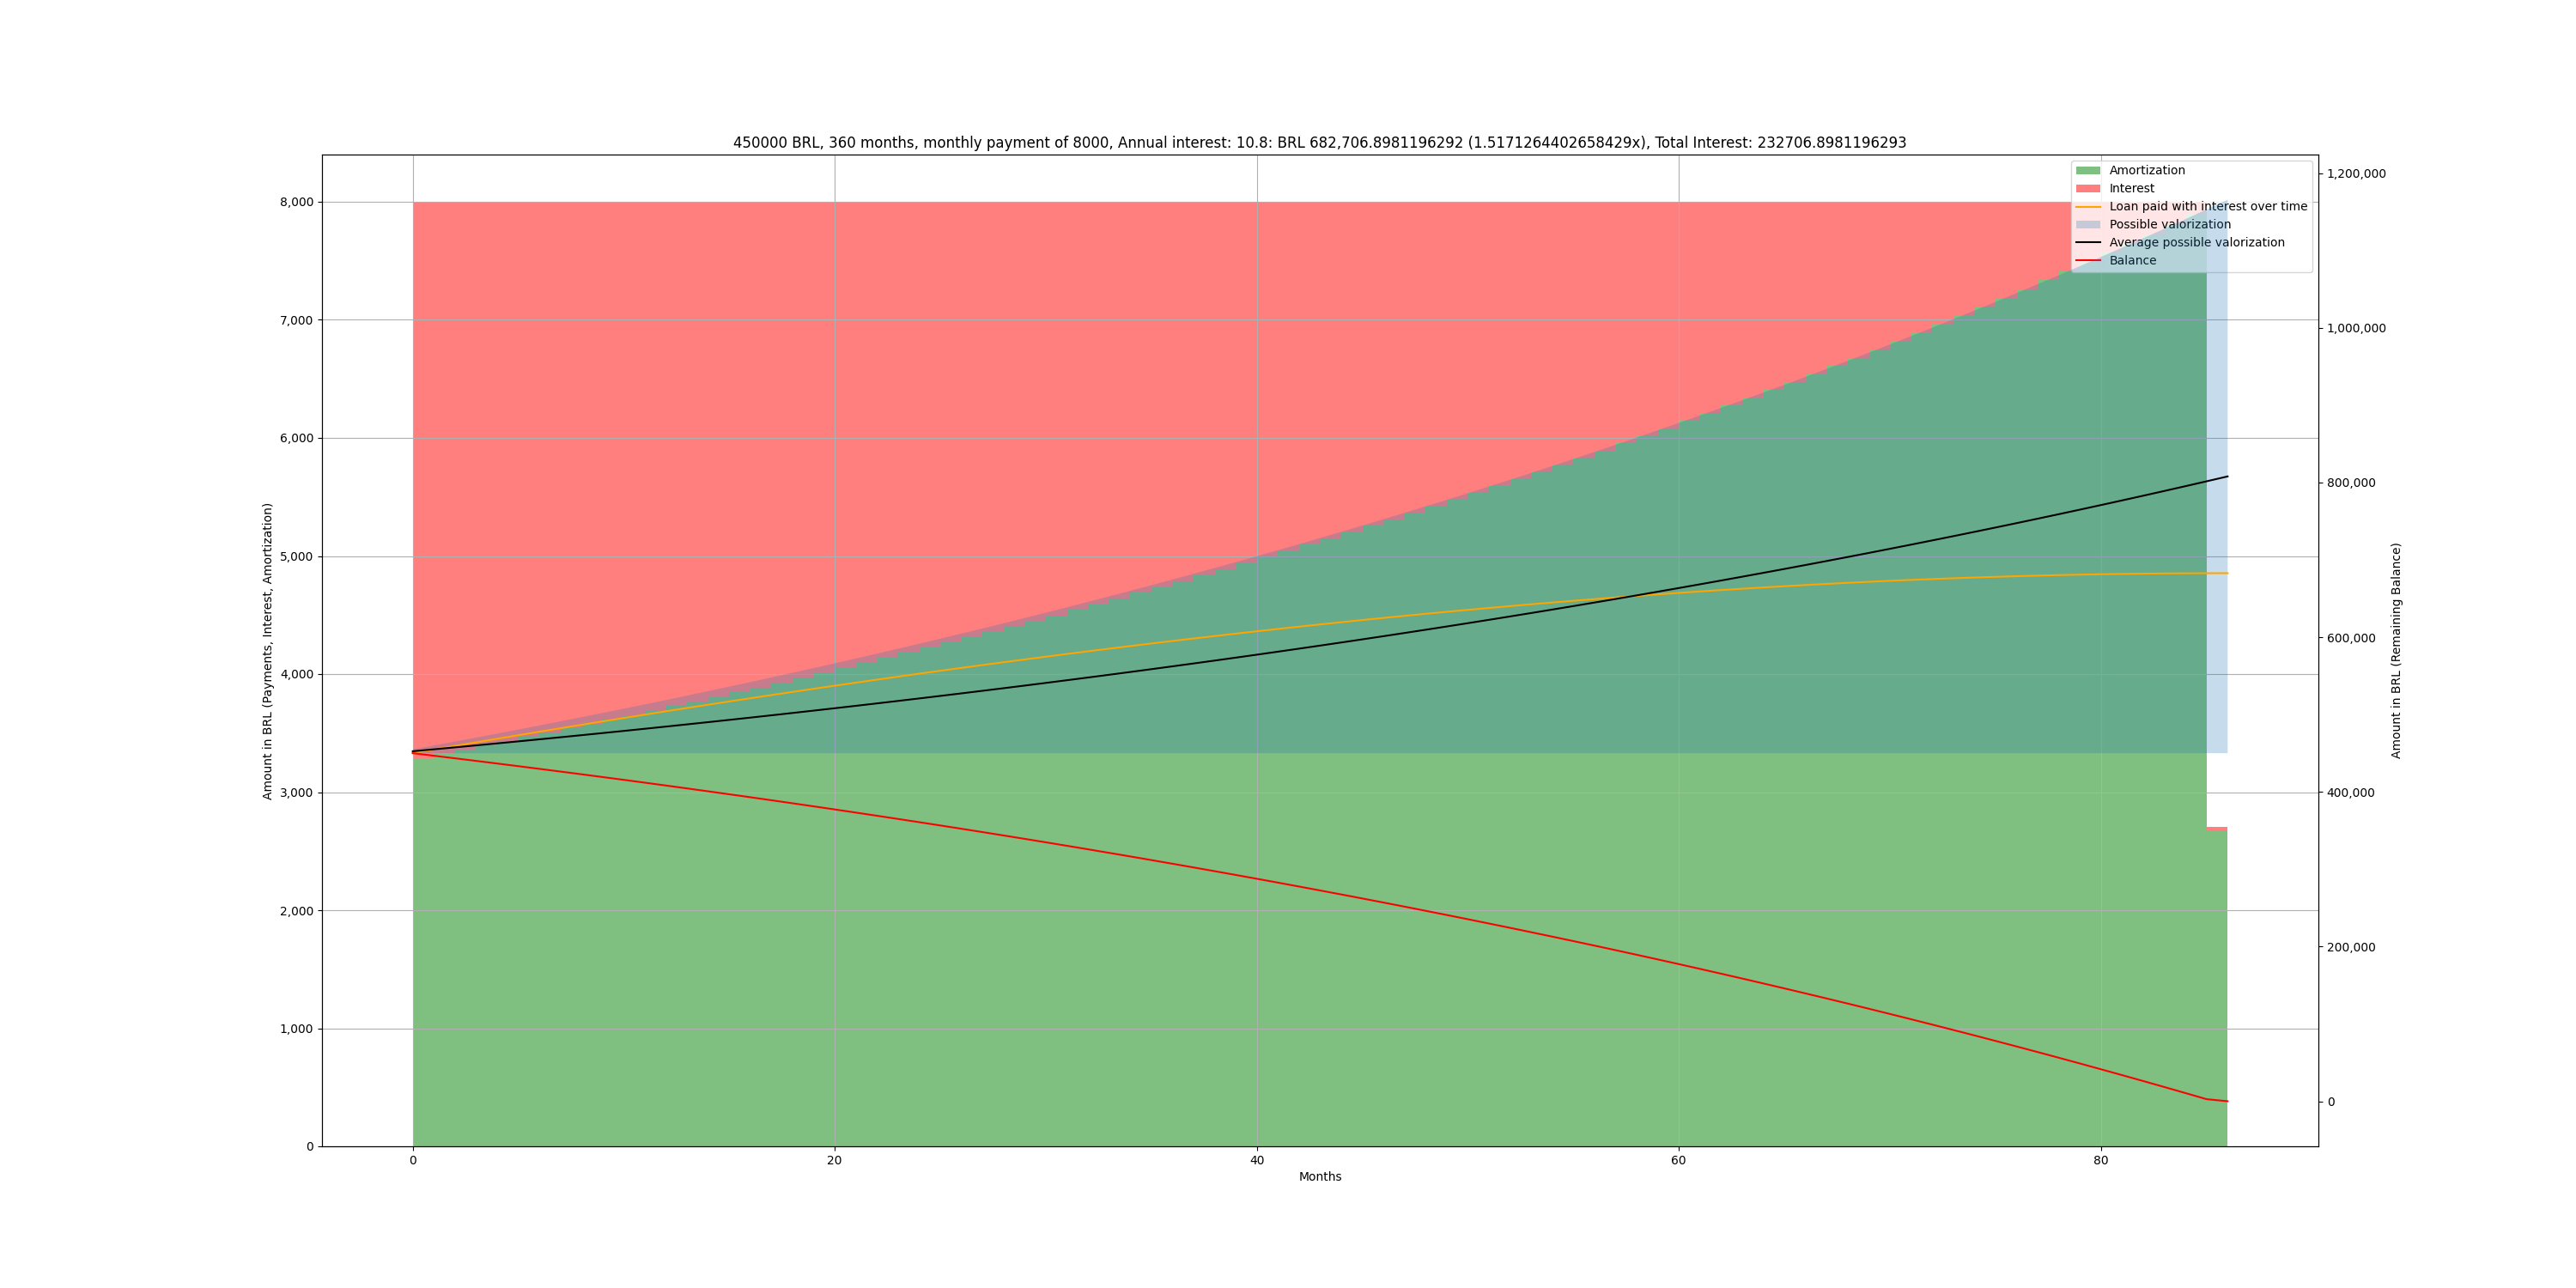 450000 BRL, 360 months, monthly payment of 8000, Annual interest: 10.8: BRL 682,706.8981196292 (1.5171264402658429x), Total Interest: 232706.8981196293
Amortization
Interest
Loan paid with interest over time
Possible valorization
Average possible valorization
Balance
Amount in BRL (Payments, Interest, Amortization)
8,000
7,000
6,000
5,000
4,000
3,000
2,000
1,000
0
1,200,000
1,000,000
800,000
600,000
400,000
200,000
0
Amount in BRL (Remaining Balance)
0 20 40 60 80
Months